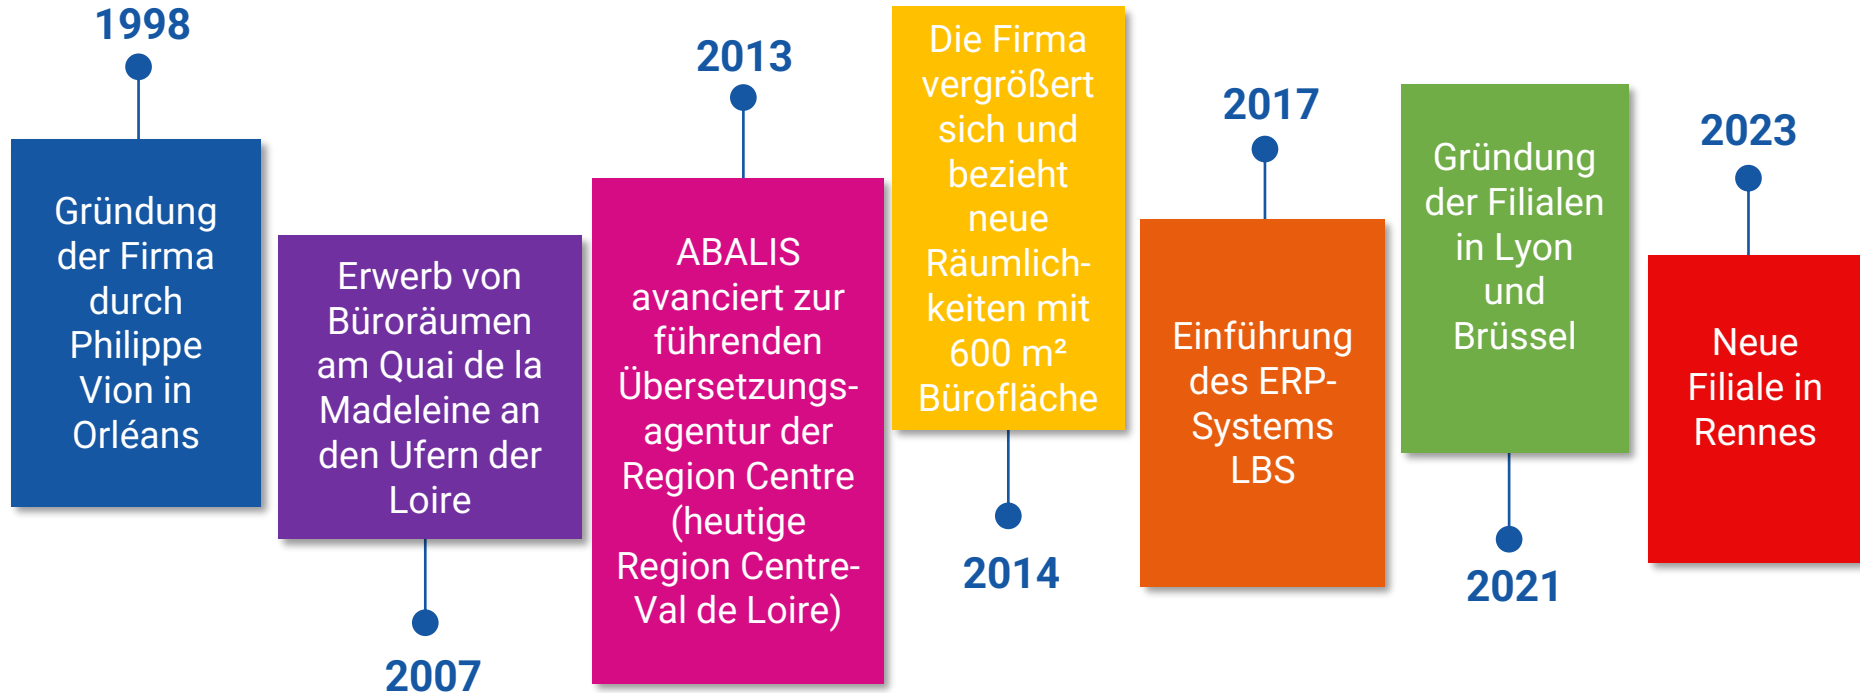 1998
Gründung
der Firma
durch
Philippe
Vion in
Orléans
Erwerb von
Büroräumen
am Quai de la
Madeleine an
den Ufern der
Loire
2007
2013
ABALIS
avanciert zur
führenden
Übersetzungs-
agentur der
Region Centre
(heutige
Region Centre-
Val de Loire)
Die Firma
vergrößert
sich und
bezieht
neue
Räumlich-
keiten mit
600 m²
Bürofläche
2014
2017
Einführung
des ERP-
Systems
LBS
Gründung
der Filialen
in Lyon
und
Brüssel
2021
2023
Neue
Filiale in
Rennes